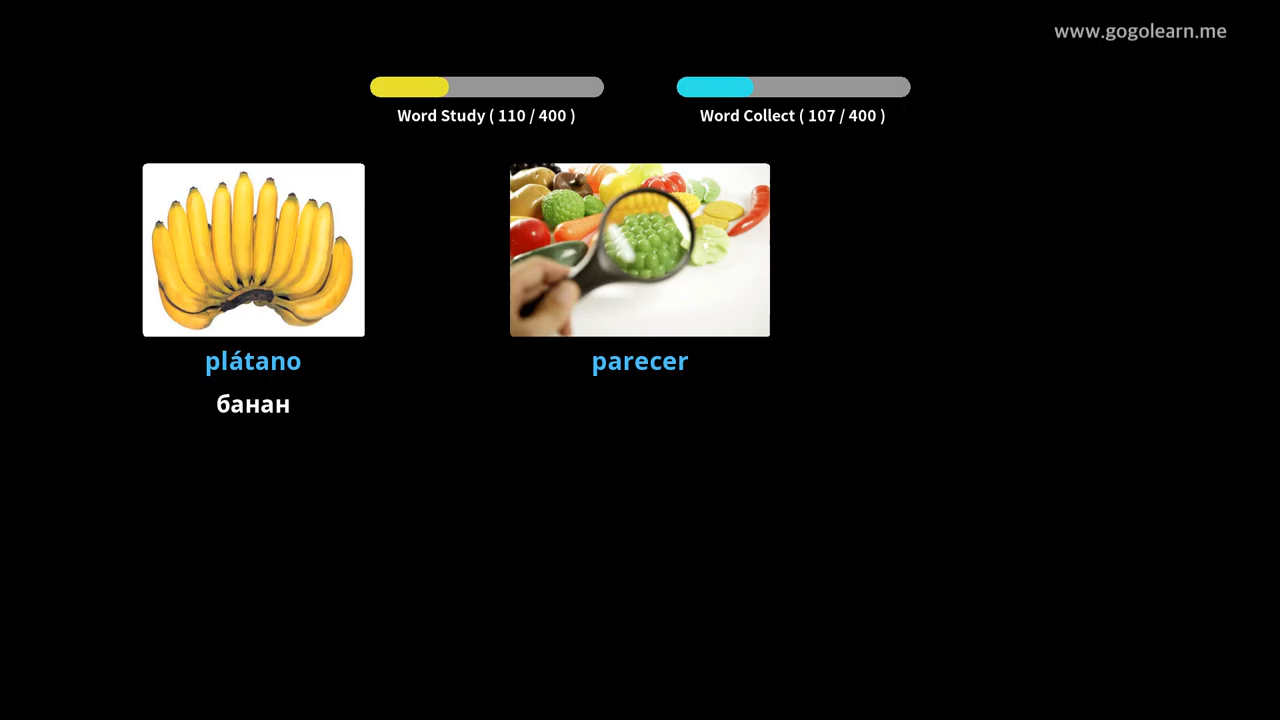 www.gogolearn.me
Word Study ( 110 / 400 )
Word Collect ( 107 / 400 )
plátano
parecer
банан